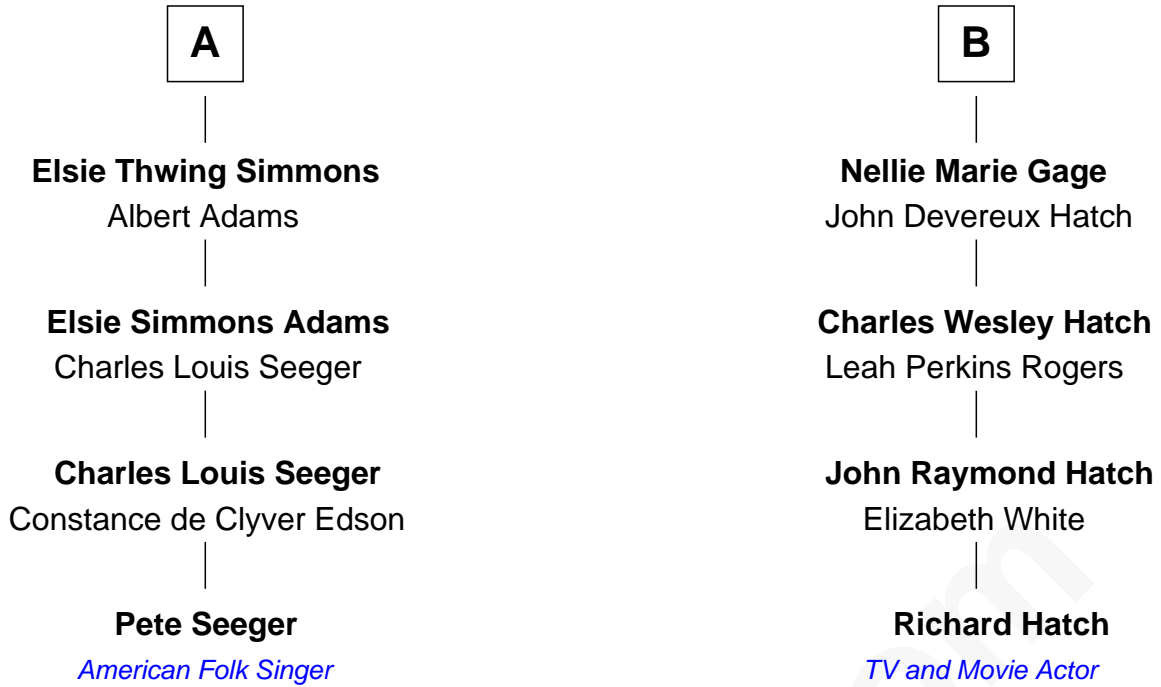 A
Elsie Thwing Simmons
Albert Adams
Elsie Simmons Adams
Charles Louis Seeger
Charles Louis Seeger
Constance de Clyver Edson
Pete Seeger
American Folk Singer
B
Nellie Marie Gage
John Devereux Hatch
Charles Wesley Hatch
Leah Perkins Rogers
John Raymond Hatch
Elizabeth White
Richard Hatch
TV and Movie Actor
om